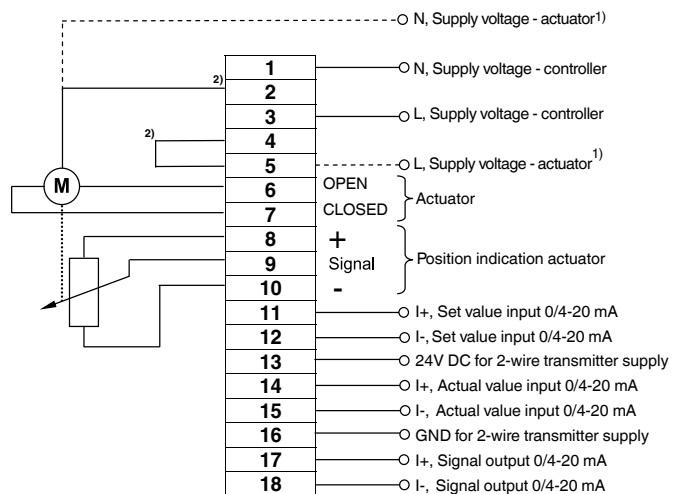 N, Supply voltage - actuator1)
1 N, Supply voltage - controller
2) 2
3 L, Supply voltage - controller
2) 4
5 L, Supply voltage - actuator1)
M 6 OPEN
7 CLOSED
Actuator
8 +
9 Signal
10 -
Position indication actuator
11 I+, Set value input 0/4-20 mA
12 I-, Set value input 0/4-20 mA
13 24V DC for 2-wire transmitter supply
14 I+, Actual value input 0/4-20 mA
15 I-, Actual value input 0/4-20 mA
16 GND for 2-wire transmitter supply
17 I+, Signal output 0/4-20 mA
18 I-, Signal output 0/4-20 mA